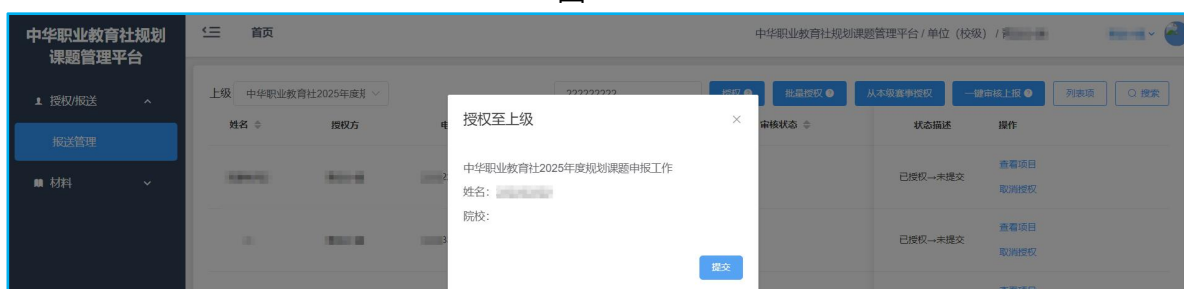 中华职业教育社规划
课题管理平台
首页
中华职业教育社规划课题管理平台 / 单位（校级） /
授权/报送
报送管理
材料
上级 中华职业教育社2025年度规
?????????
授权 批量授权 从本级赛事授权 一键审核上报 列表项 搜索
姓名 授权方 审核状态 状态描述 操作
已授权→未提交
查看项目
取消授权
已授权→未提交
查看项目
取消授权
授权至上级
中华职业教育社2025年度规划课题申报工作
姓名：
院校：
提交